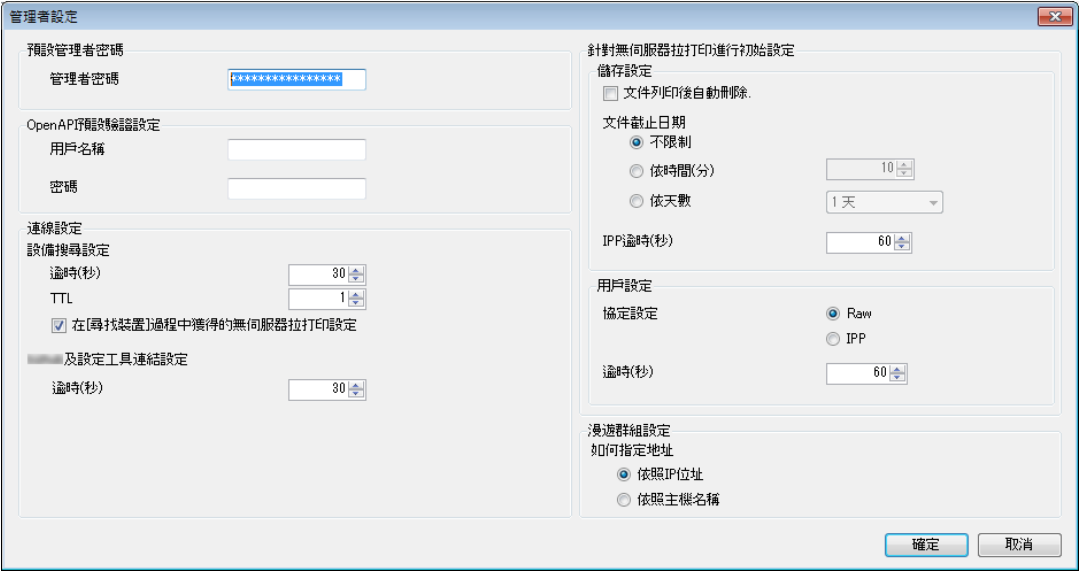 管理者設定
預設管理者密碼
管理者密碼 ****************
OpenAPI預設驗證設定
用戶名稱
密碼
連線設定
設備搜尋設定
逾時(秒) 30
TTL 1
在[尋找裝置]過程中獲得的無伺服器拉打印設定
及設定工具連結設定
逾時(秒) 30
針對無伺服器拉打印進行初始設定
儲存設定
文件列印後自動刪除.
文件截止日期
不限制
依時間(分) 10
依天數 1 天
IPP逾時(秒) 60
用戶設定
協定設定 Raw
IPP
逾時(秒) 60
漫遊群組設定
如何指定地址
依照IP位址
依照主機名稱
確定 取消